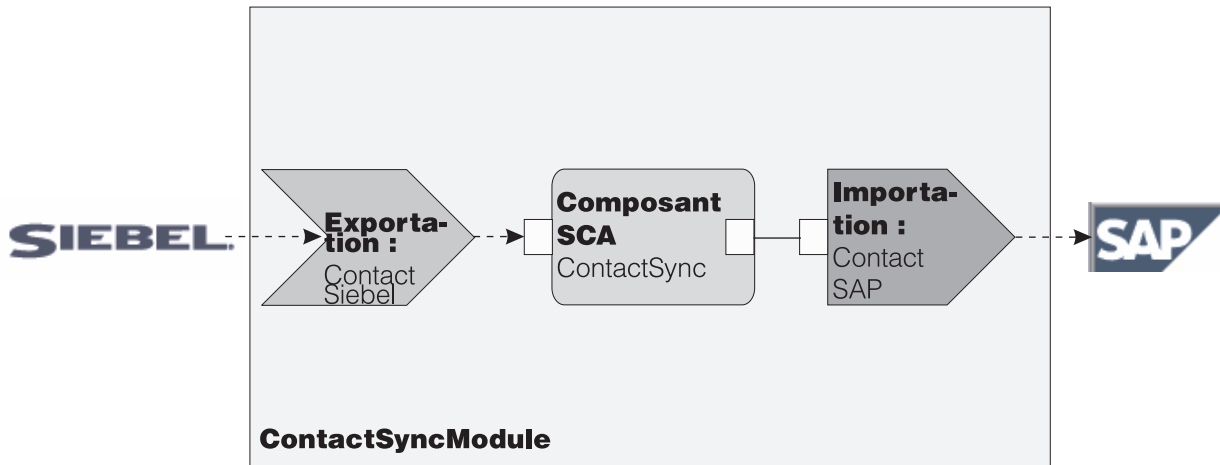 SIEBEL.
Exporta-
tion :
Contact
Siebel
Composant
SCA
ContactSync
Importa-
tion :
Contact
SAP
SAP
ContactSyncModule